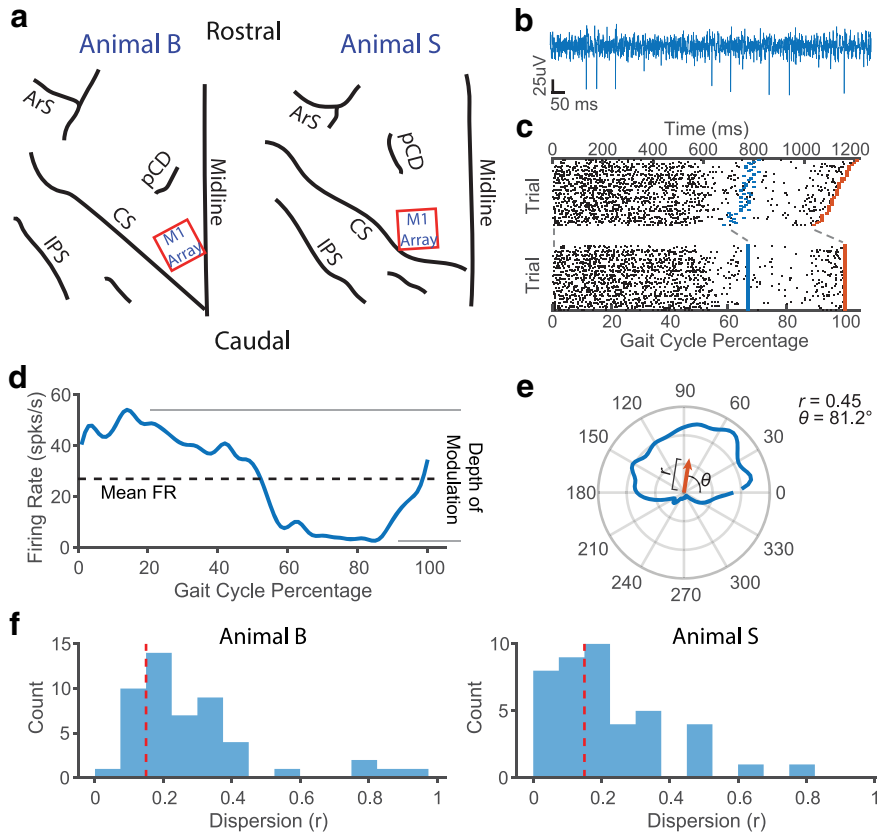 a
Animal B
Rostral
Animal S
ArS
pCD
Midline
CS
IPS
M1
Array
ArS
pCD
Midline
CS
IPS
M1
Array
Caudal
b
25uV
50 ms
c
Time (ms)
0 200 400 600 800 1000 1200
Trial
Trial
0 20 40 60 80 100
Gait Cycle Percentage
d
Firing Rate (spks/s)
60
40
20
0
Mean FR
Depth of
Modulation
0 20 40 60 80 100
Gait Cycle Percentage
e
90
120 60
150 30
180 0
210 330
240 300
270
r
θ
r = 0.45
θ = 81.2°
f
Animal B
Count
15
10
5
0
0 0.2 0.4 0.6 0.8 1
Dispersion (r)
Animal S
Count
10
5
0
0 0.2 0.4 0.6 0.8 1
Dispersion (r)